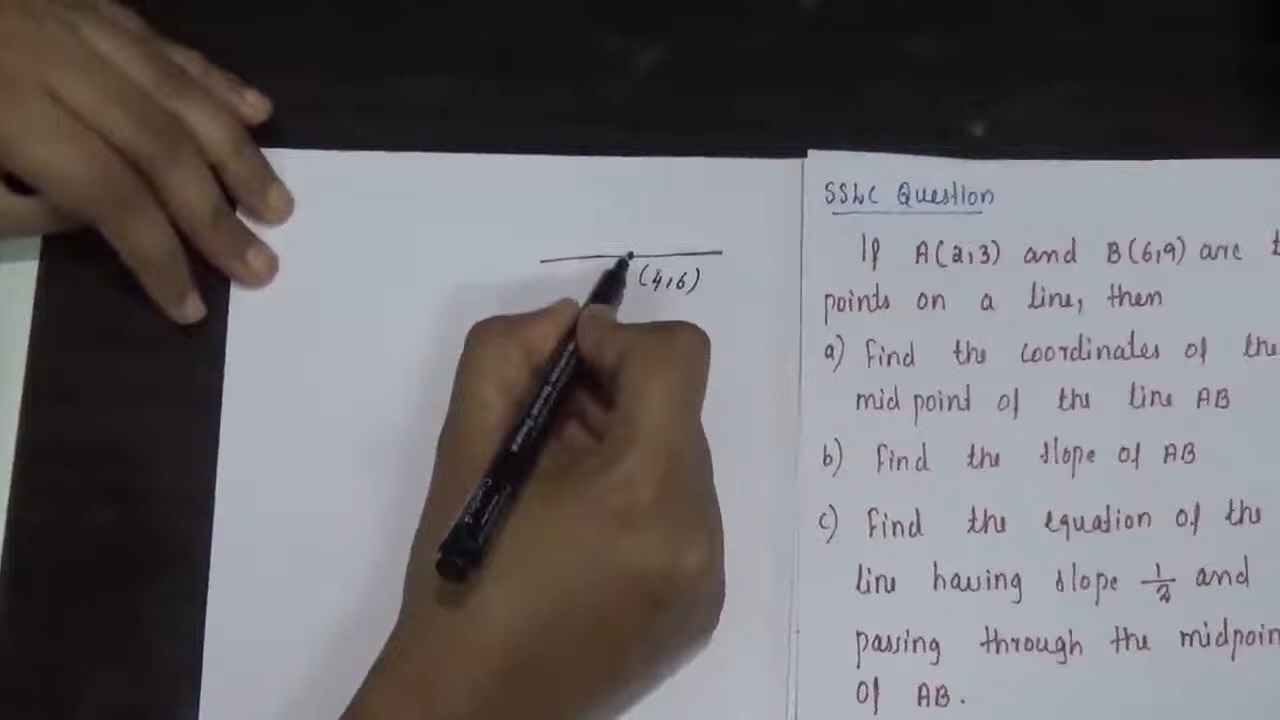 (4,6)
SSLC Question
If A(2,3) and B(6,9) are
points on a line, then
a) Find the coordinates of the
mid point of the line AB
b) Find the slope of AB
c) Find the equation of the
line having slope 1/2 and
passing through the midpoin
of AB.